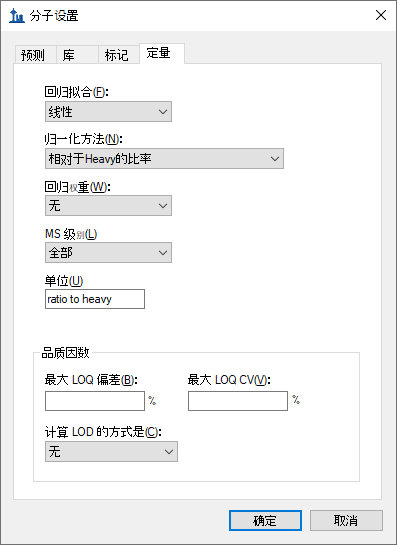 分子设置
预测 库 标记 定量
回归拟合(F):
线性
归一化方法(N):
相对于Heavy的比率
回归权重(W):
无
MS 级别(L)
全部
单位(U)
ratio to heavy
品质因数
最大 LOQ 偏差(B): 最大 LOQ CV(V):
% %
计算 LOD 的方式是(C):
无
确定 取消